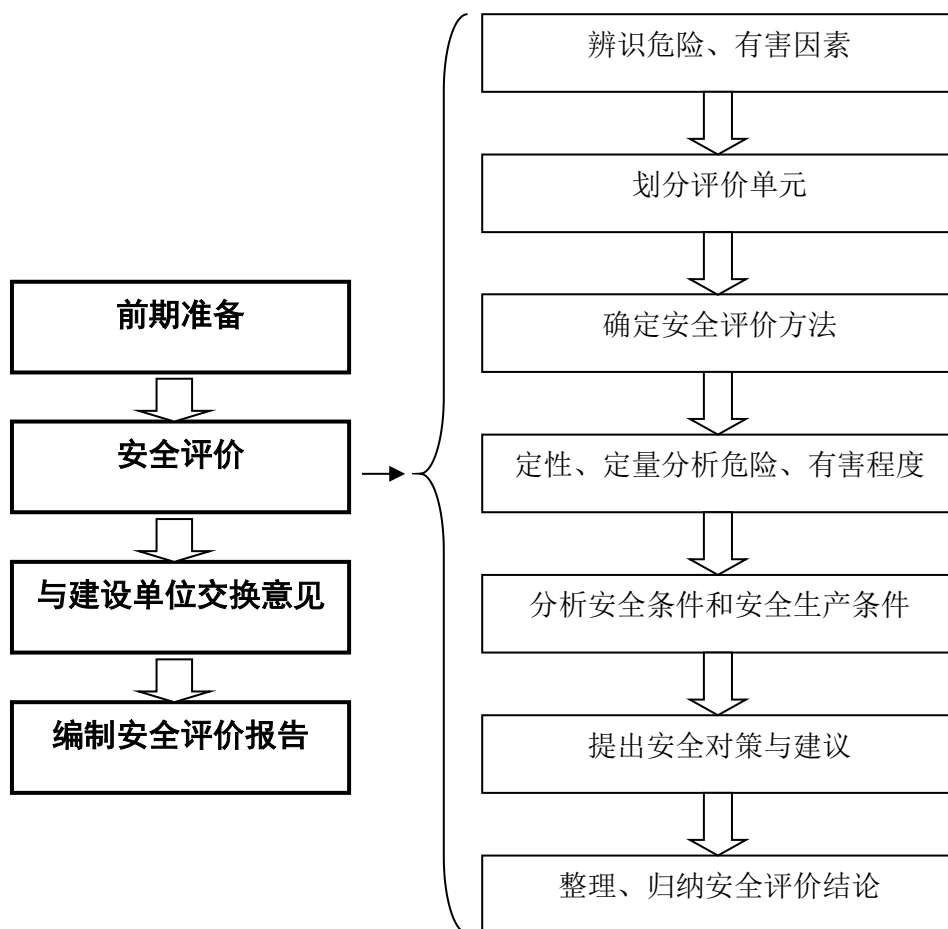 前期准备
安全评价
与建设单位交换意见
编制安全评价报告
辨识危险、有害因素
划分评价单元
确定安全评价方法
定性、定量分析危险、有害程度
分析安全条件和安全生产条件
提出安全对策与建议
整理、归纳安全评价结论